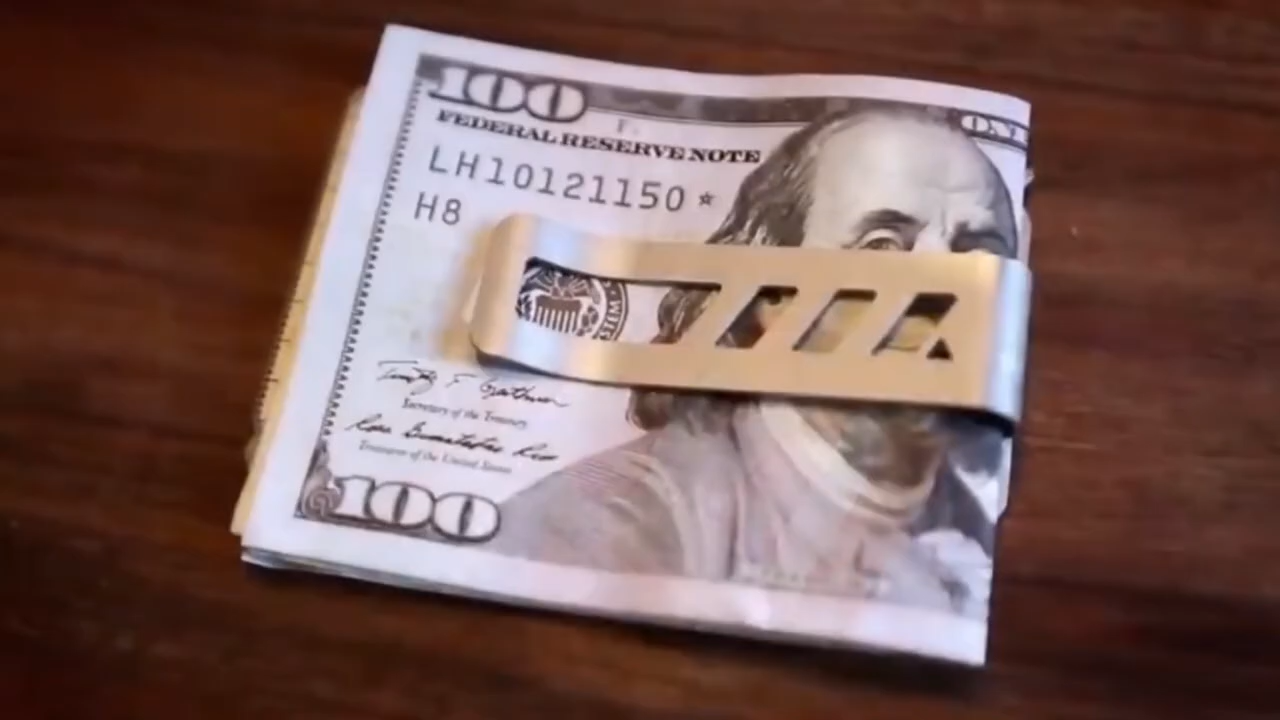 100
FEDERAL RESERVE NOTE
LH10121150*
H8
Secretary of the Treasury
Treasurer of the United States
100